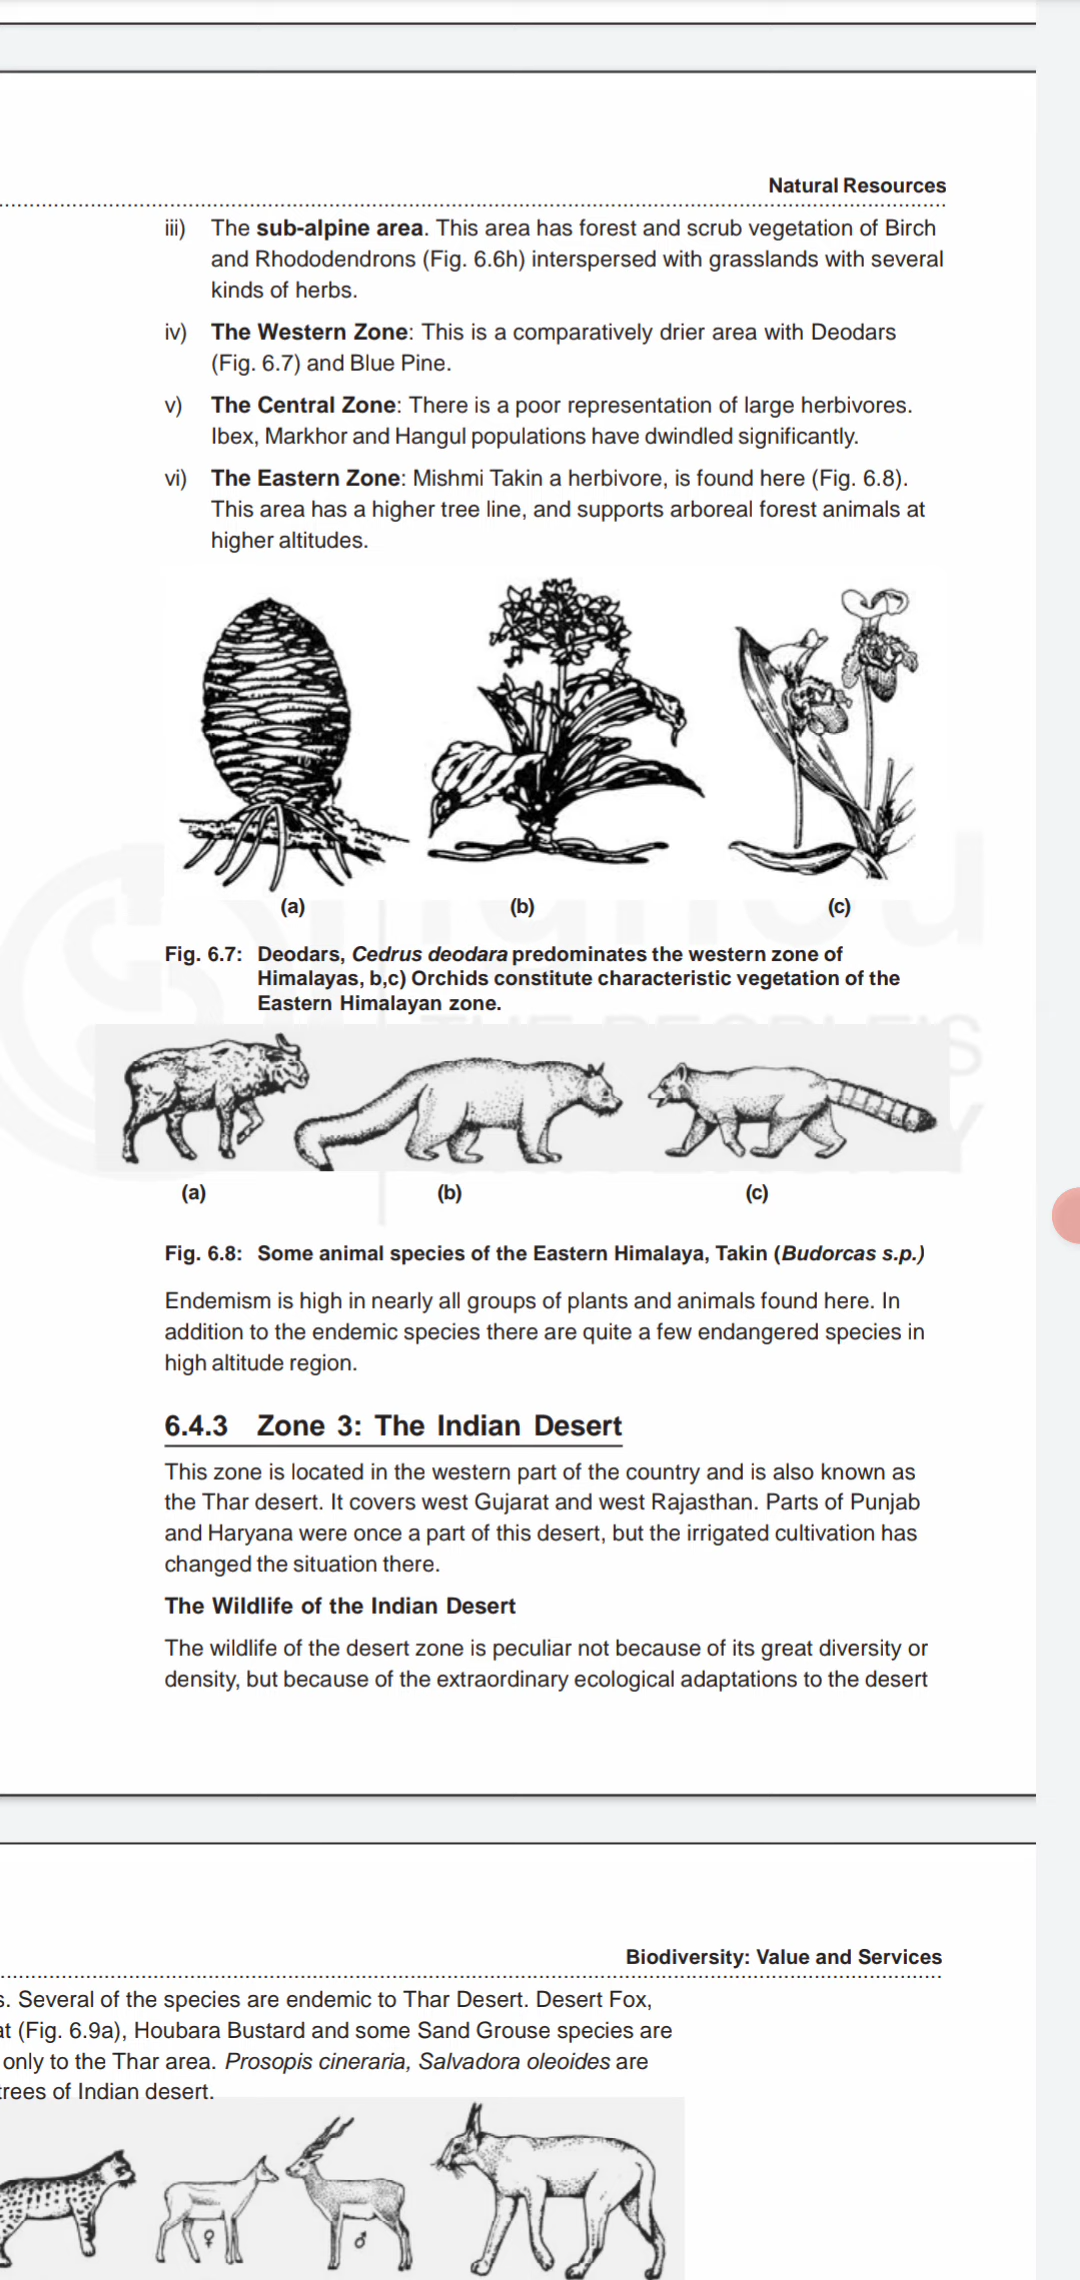 Natural Resources
iii) The sub-alpine area. This area has forest and scrub vegetation of Birch
and Rhododendrons (Fig. 6.6h) interspersed with grasslands with several
kinds of herbs.
iv) The Western Zone: This is a comparatively drier area with Deodars
(Fig. 6.7) and Blue Pine.
v) The Central Zone: There is a poor representation of large herbivores.
Ibex, Markhor and Hangul populations have dwindled significantly.
vi) The Eastern Zone: Mishmi Takin a herbivore, is found here (Fig. 6.8).
This area has a higher tree line, and supports arboreal forest animals at
higher altitudes.
(a) (b) (c)
Fig. 6.7: Deodars, Cedrus deodara predominates the western zone of
Himalayas, b,c) Orchids constitute characteristic vegetation of the
Eastern Himalayan zone.
(a) (b) (c)
Fig. 6.8: Some animal species of the Eastern Himalaya, Takin (Budorcas s.p.)
Endemism is high in nearly all groups of plants and animals found here. In
addition to the endemic species there are quite a few endangered species in
high altitude region.
6.4.3 Zone 3: The Indian Desert
This zone is located in the western part of the country and is also known as
the Thar desert. It covers west Gujarat and west Rajasthan. Parts of Punjab
and Haryana were once a part of this desert, but the irrigated cultivation has
changed the situation there.
The Wildlife of the Indian Desert
The wildlife of the desert zone is peculiar not because of its great diversity or
density, but because of the extraordinary ecological adaptations to the desert
Biodiversity: Value and Services
s. Several of the species are endemic to Thar Desert. Desert Fox,
at (Fig. 6.9a), Houbara Bustard and some Sand Grouse species are
only to the Thar area. Prosopis cineraria, Salvadora oleoides are
trees of Indian desert.
♀ ♂